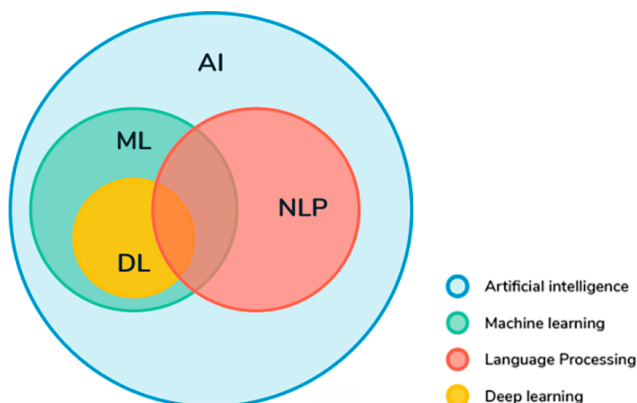 AI
ML
NLP
DL
Artificial intelligence
Machine learning
Language Processing
Deep learning